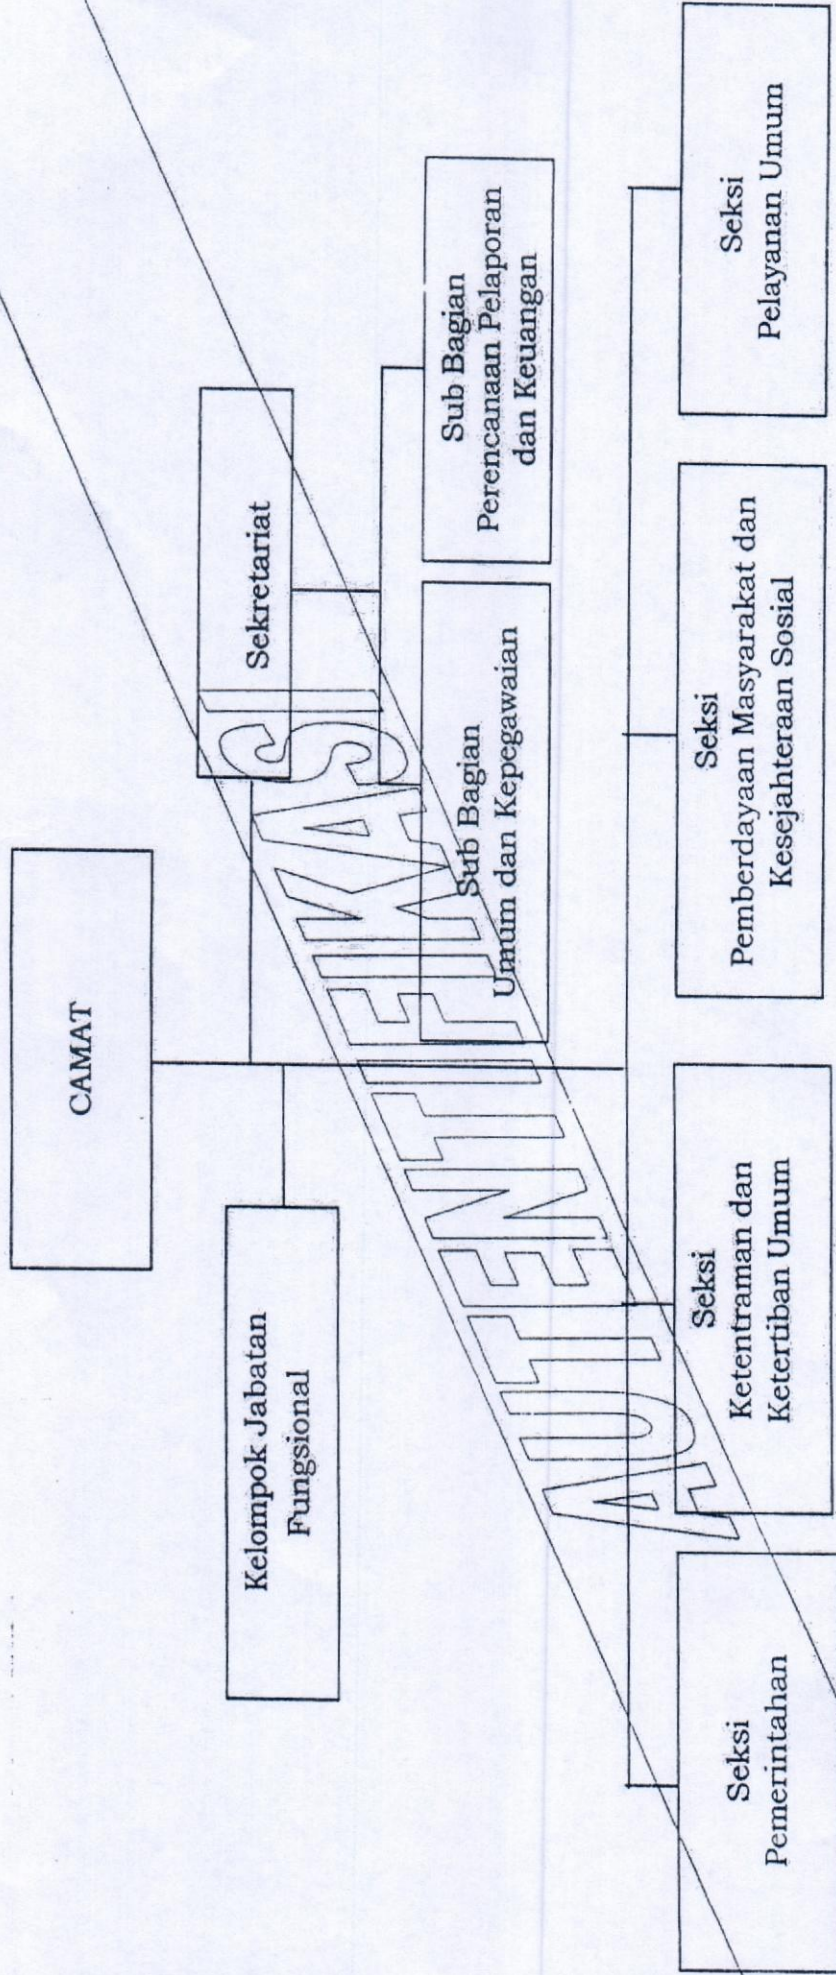 CAMAT
Kelompok Jabatan
Fungsional
Sekretariat
Sub Bagian
Umum dan Kepegawaian
Sub Bagian
Perencanaan Pelaporan
dan Keuangan
Seksi
Pemerintahan
Seksi
Ketentraman dan
Ketertiban Umum
Seksi
Pemberdayaan Masyarakat dan
Kesejahteraan Sosial
Seksi
Pelayanan Umum
AUTENTIFIKASI